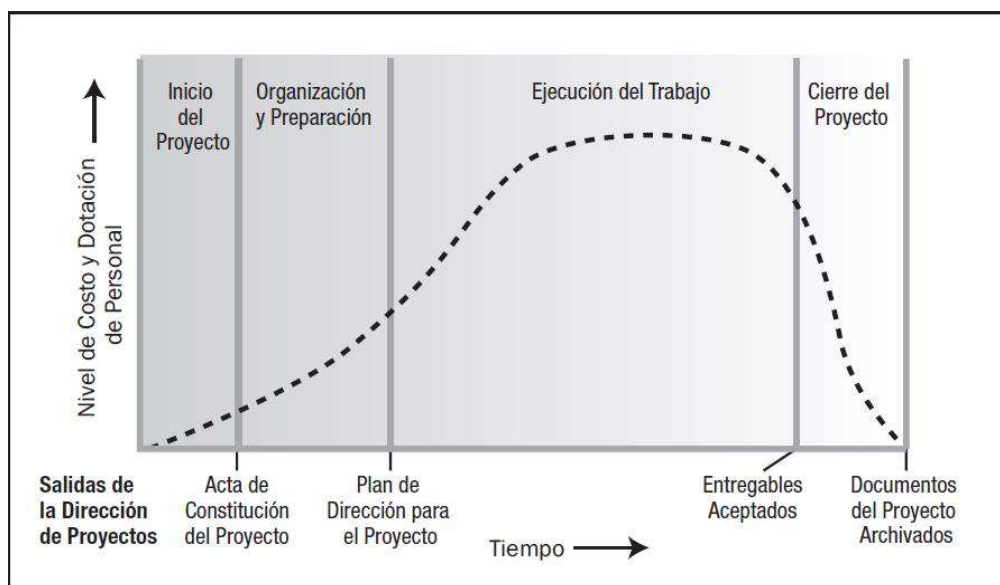 Inicio
del
Proyecto
Organización
y Preparación
Ejecución del Trabajo
Cierre del
Proyecto
Nivel de Costo y Dotación
de Personal
Salidas de
la Dirección
de Proyectos
Acta de
Constitución
del Proyecto
Plan de
Dirección para
el Proyecto
Entregables
Aceptados
Documentos
del Proyecto
Archivados
Tiempo